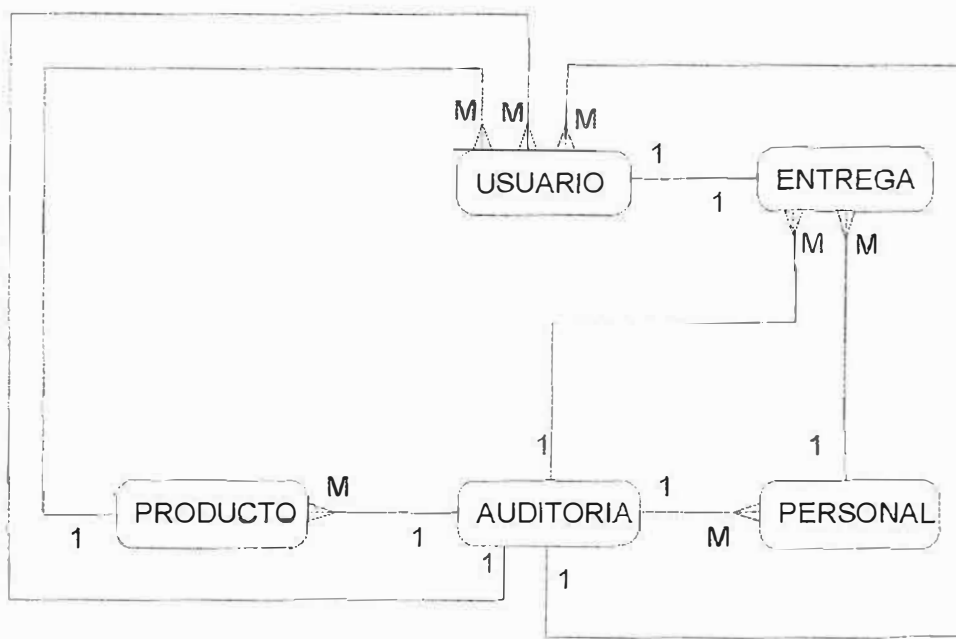 M M M
1
USUARIO ENTREGA
1
M M
1 1
M 1
PRODUCTO AUDITORIA PERSONAL
1 1 M
1 1